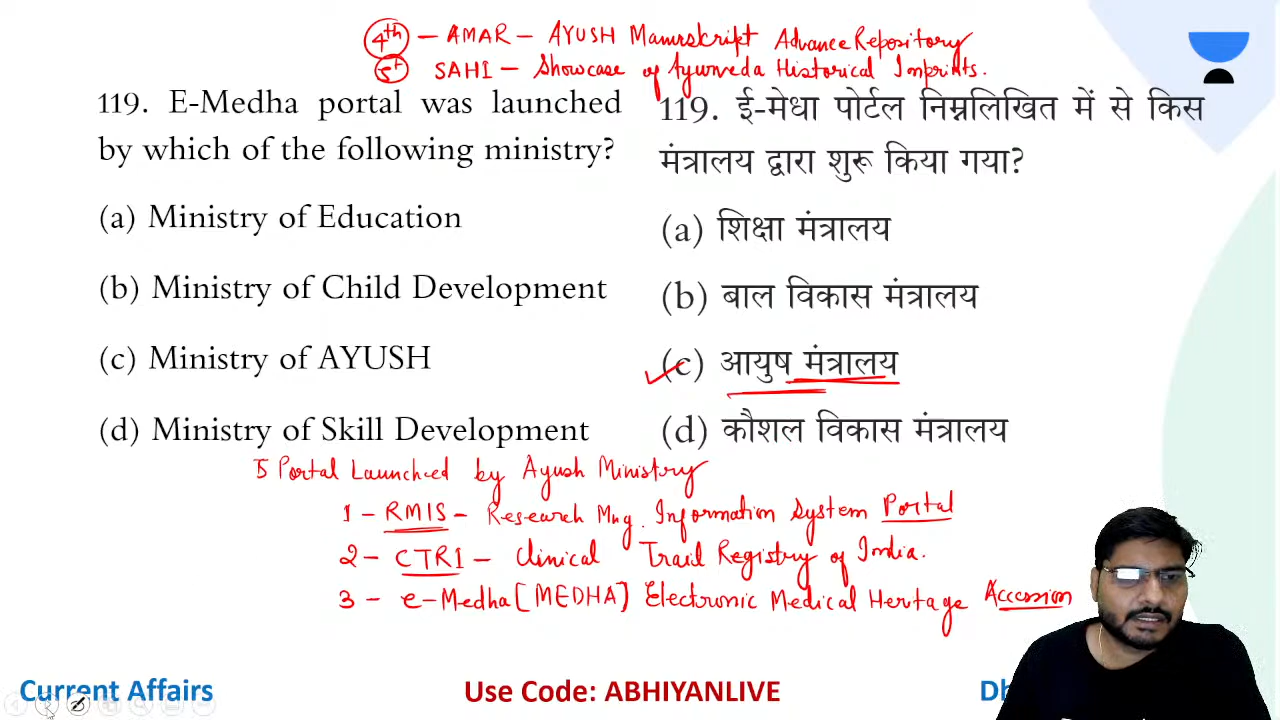 4th - AMAR - AYUSH Manuskript Advance Repository
5th SAHI - Showcase of Ayurveda Historical Imprints.
119. E-Medha portal was launched
by which of the following ministry?
(a) Ministry of Education
(b) Ministry of Child Development
(c) Ministry of AYUSH
(d) Ministry of Skill Development
119. ई-मेधा पोर्टल निम्नलिखित में से किस
मंत्रालय द्वारा शुरू किया गया?
(a) शिक्षा मंत्रालय
(b) बाल विकास मंत्रालय
(c) आयुष मंत्रालय
(d) कौशल विकास मंत्रालय
5 Portal Launched by Ayush Ministry
1 - RMIS - Research Mng. Information System Portal
2 - CTRI - Clinical Trail Registry of India.
3 - e-Medha [MEDHA] Electronic Medical Hertage Accession
Current Affairs
Use Code: ABHIYANLIVE